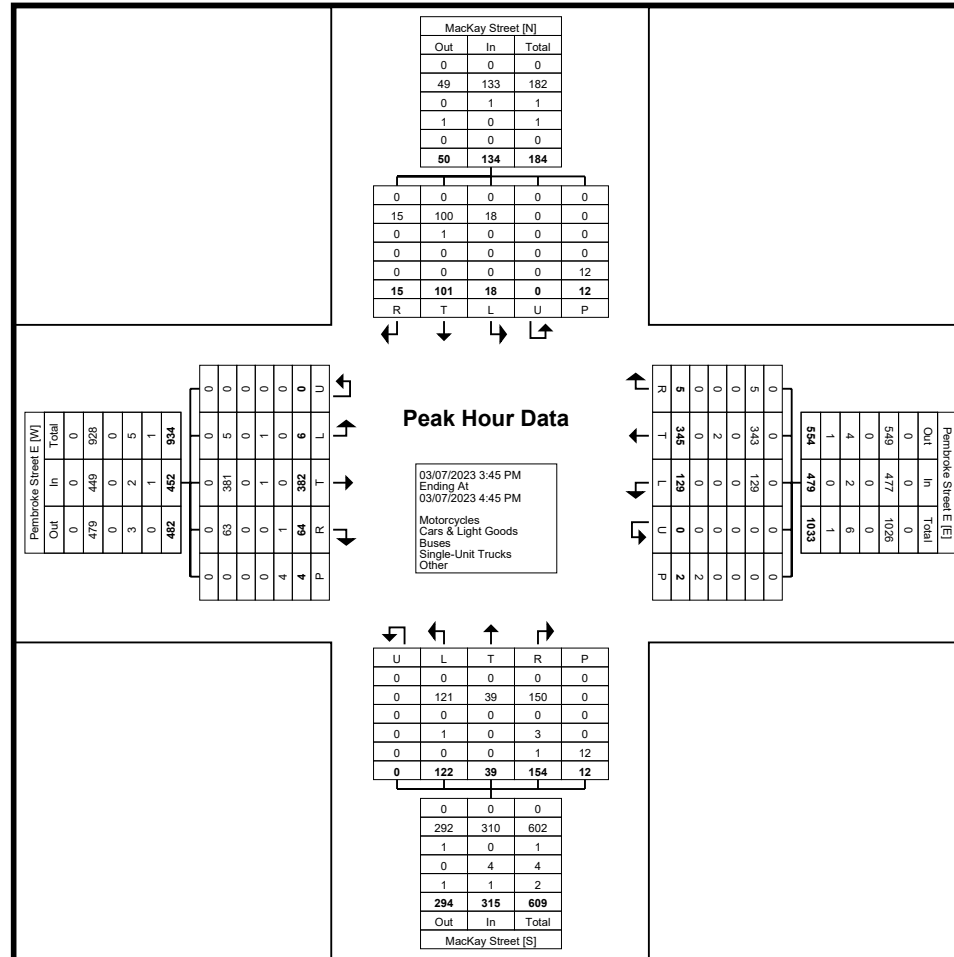 MacKay Street [N]
Out In Total
0 0 0
49 133 182
0 1 1
1 0 1
0 0 0
50 134 184
0 0 0 0 0
15 100 18 0 0
0 1 0 0 0
0 0 0 0 0
0 0 0 0 12
15 101 18 0 12
R T L U P
U L T R P
0 6 382 64 4
0 0 0 1 4
0 1 1 0 0
0 0 0 0 0
0 5 381 63 0
0 0 0 0 0
934 452 482
1 1 0
5 2 3
0 0 0
928 449 479
0 0 0
Total In Out
Pembroke Street E [W]
Peak Hour Data
03/07/2023 3:45 PM
Ending At
03/07/2023 4:45 PM
Motorcycles
Cars & Light Goods
Buses
Single-Unit Trucks
Other
Pembroke Street E [E]
Out In Total
0 0 0
549 477 1026
0 0 0
4 2 6
1 0 1
554 479 1033
0 0 0 0 0
5 343 129 0 0
0 0 0 0 0
0 2 0 0 0
0 0 0 0 2
5 345 129 0 2
R T L U P
U L T R P
0 0 0 0 0
0 121 39 150 0
0 0 0 0 0
0 1 0 3 0
0 0 0 1 12
0 122 39 154 12
0 0 0
292 310 602
1 0 1
0 4 4
1 1 2
294 315 609
Out In Total
MacKay Street [S]